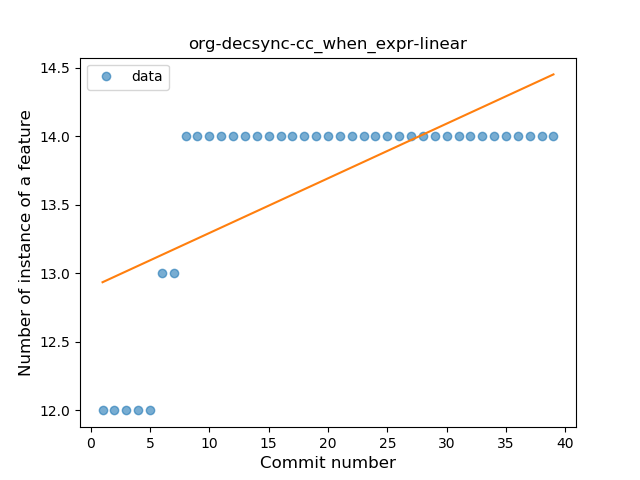 org-decsync-cc_when_expr-linear
data
Number of instance of a feature
14.5
14.0
13.5
13.0
12.5
12.0
0 5 10 15 20 25 30 35 40
Commit number